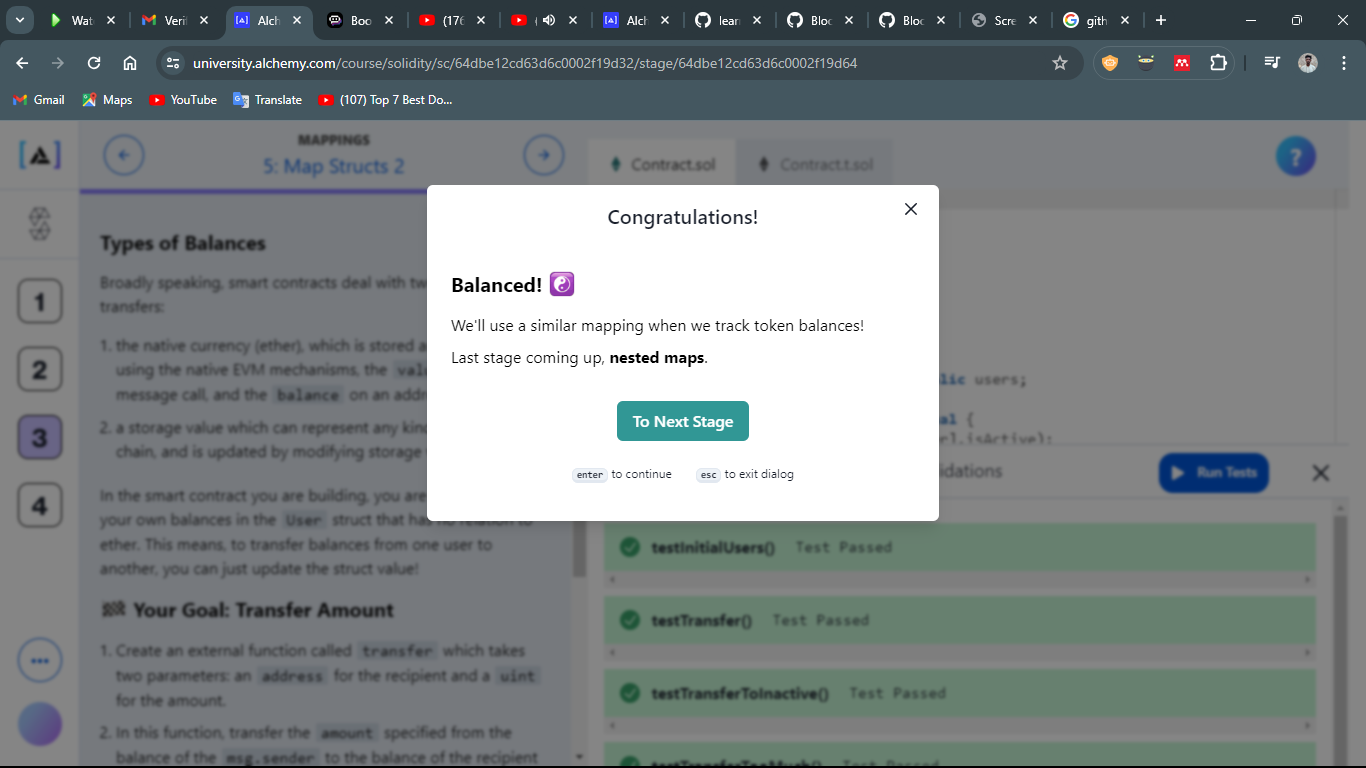 Wat
Veri
Alch
Boo
(176
(
Alch
lear
Bloc
Bloc
Scre
gith
university.alchemy.com/course/solidity/sc/64dbe12cd63d6c0002f19d32/stage/64dbe12cd63d6c0002f19d64
Gmail
Maps
YouTube
Translate
(107) Top 7 Best Do...
MAPPINGS
5: Map Structs 2
Contract.sol
Contract.t.sol
?
1
2
3
4
Types of Balances
Broadly speaking, smart contracts deal with tw
transfers:
1. the native currency (ether), which is stored a
using the native EVM mechanisms, the valu
message call, and the balance on an addr
2. a storage value which can represent any kin
chain, and is updated by modifying storage
In the smart contract you are building, you are
your own balances in the User struct that has no relation to
ether. This means, to transfer balances from one user to
another, you can just update the struct value!
Your Goal: Transfer Amount
1. Create an external function called transfer which takes
two parameters: an address for the recipient and a uint
for the amount.
2. In this function, transfer the amount specified from the
balance of the msg.sender to the balance of the recipient
Congratulations!
Balanced!
We'll use a similar mapping when we track token balances!
Last stage coming up, nested maps.
To Next Stage
enter to continue esc to exit dialog
lic users;
al {
rl.isActive);
idations
Run Tests
testInitialUsers() Test Passed
testTransfer() Test Passed
testTransferToInactive() Test Passed
testTransferTooMuch() Test Passed